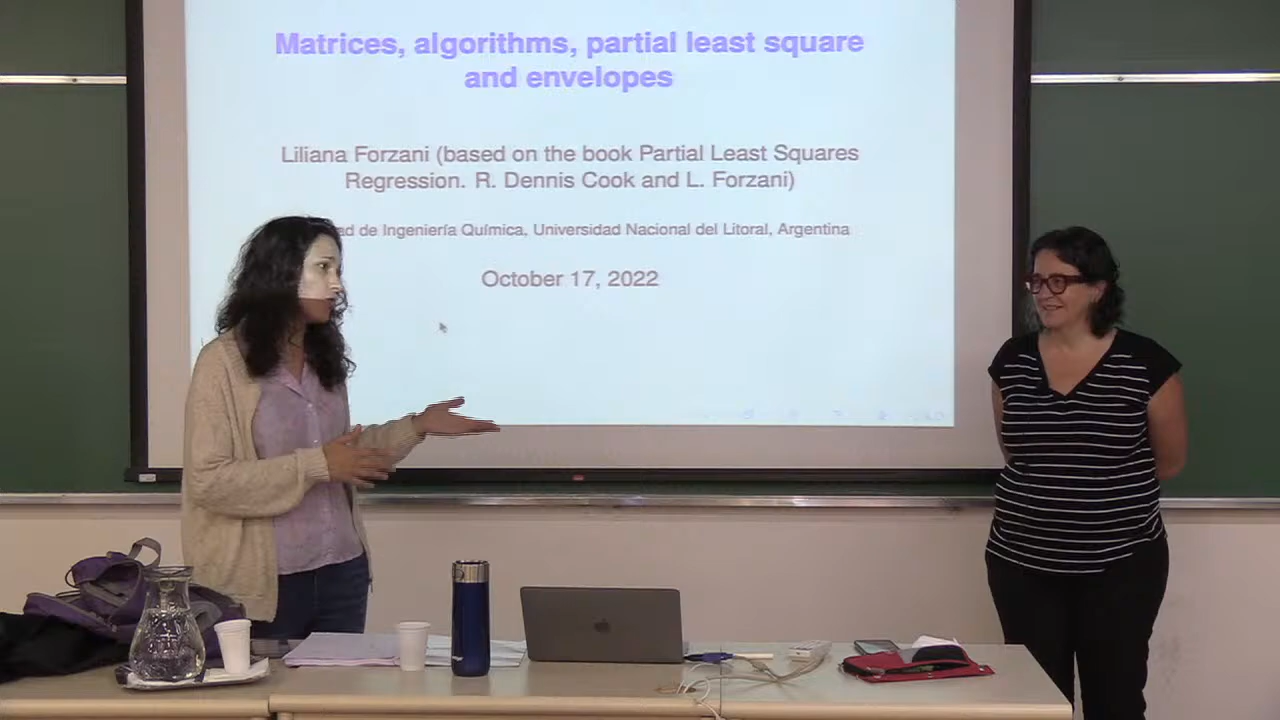 Matrices, algorithms, partial least square
and envelopes
Liliana Forzani (based on the book Partial Least Squares
Regression. R. Dennis Cook and L. Forzani)
de Ingeniería Química, Universidad Nacional del Litoral, Argentina
October 17, 2022